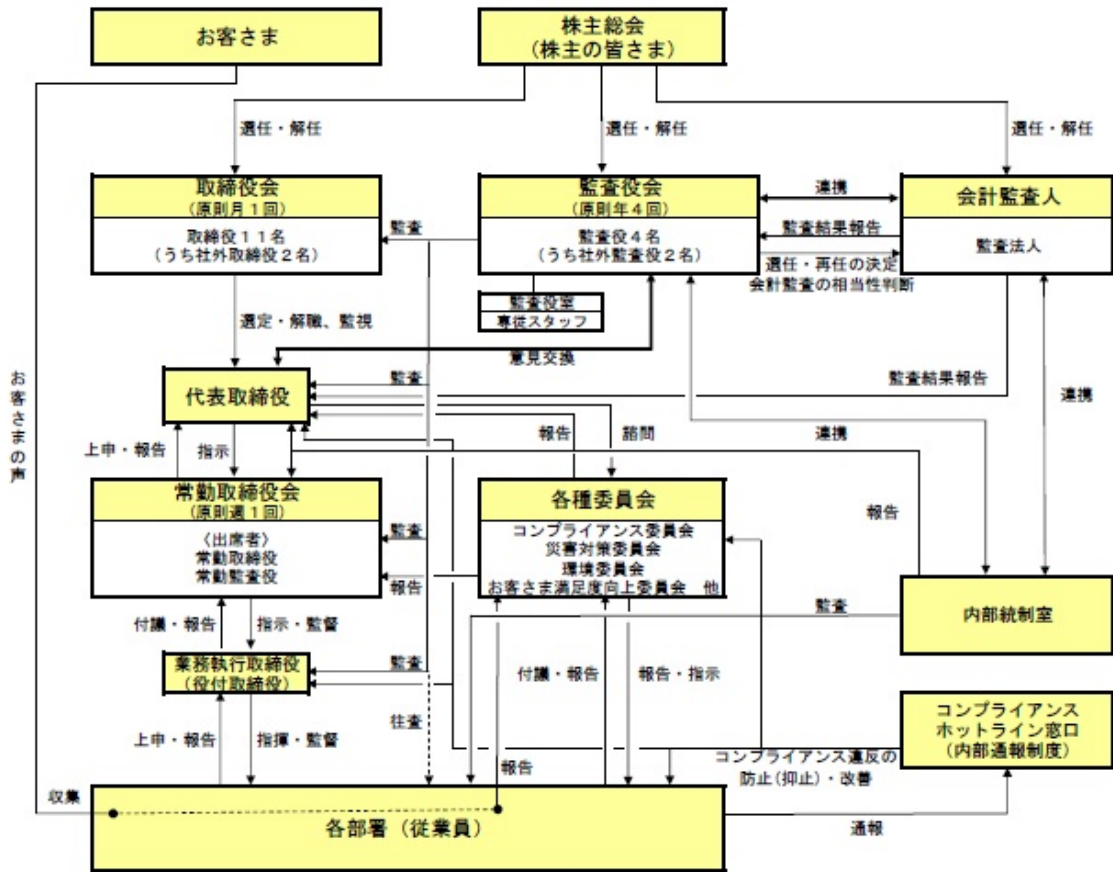 お客さま
株主総会
(株主の皆さま)
選任・解任
選任・解任
選任・解任
取締役会
(原則月1回)
取締役11名
(うち社外取締役2名)
監査
監査役会
(原則年4回)
監査役4名
(うち社外監査役2名)
連携
監査結果報告
選任・再任の決定
会計監査の相当性判断
会計監査人
監査法人
監査役室
専従スタッフ
選定・解職、監視
意見交換
お客さまの声
代表取締役
監査
監査結果報告
連携
報告
諮問
連携
上申・報告
指示
常勤取締役会
(原則週1回)
〈出席者〉
常勤取締役
常勤監査役
監査
報告
各種委員会
コンプライアンス委員会
災害対策委員会
環境委員会
お客さま満足度向上委員会 他
報告
監査
内部統制室
付議・報告
指示・監督
業務執行取締役
(役付取締役)
監査
付議・報告
報告・指示
コンプライアンス
ホットライン窓口
(内部通報制度)
上申・報告
指揮・監督
往査
報告
コンプライアンス違反の
防止(抑止)・改善
収集
各部署(従業員)
通報